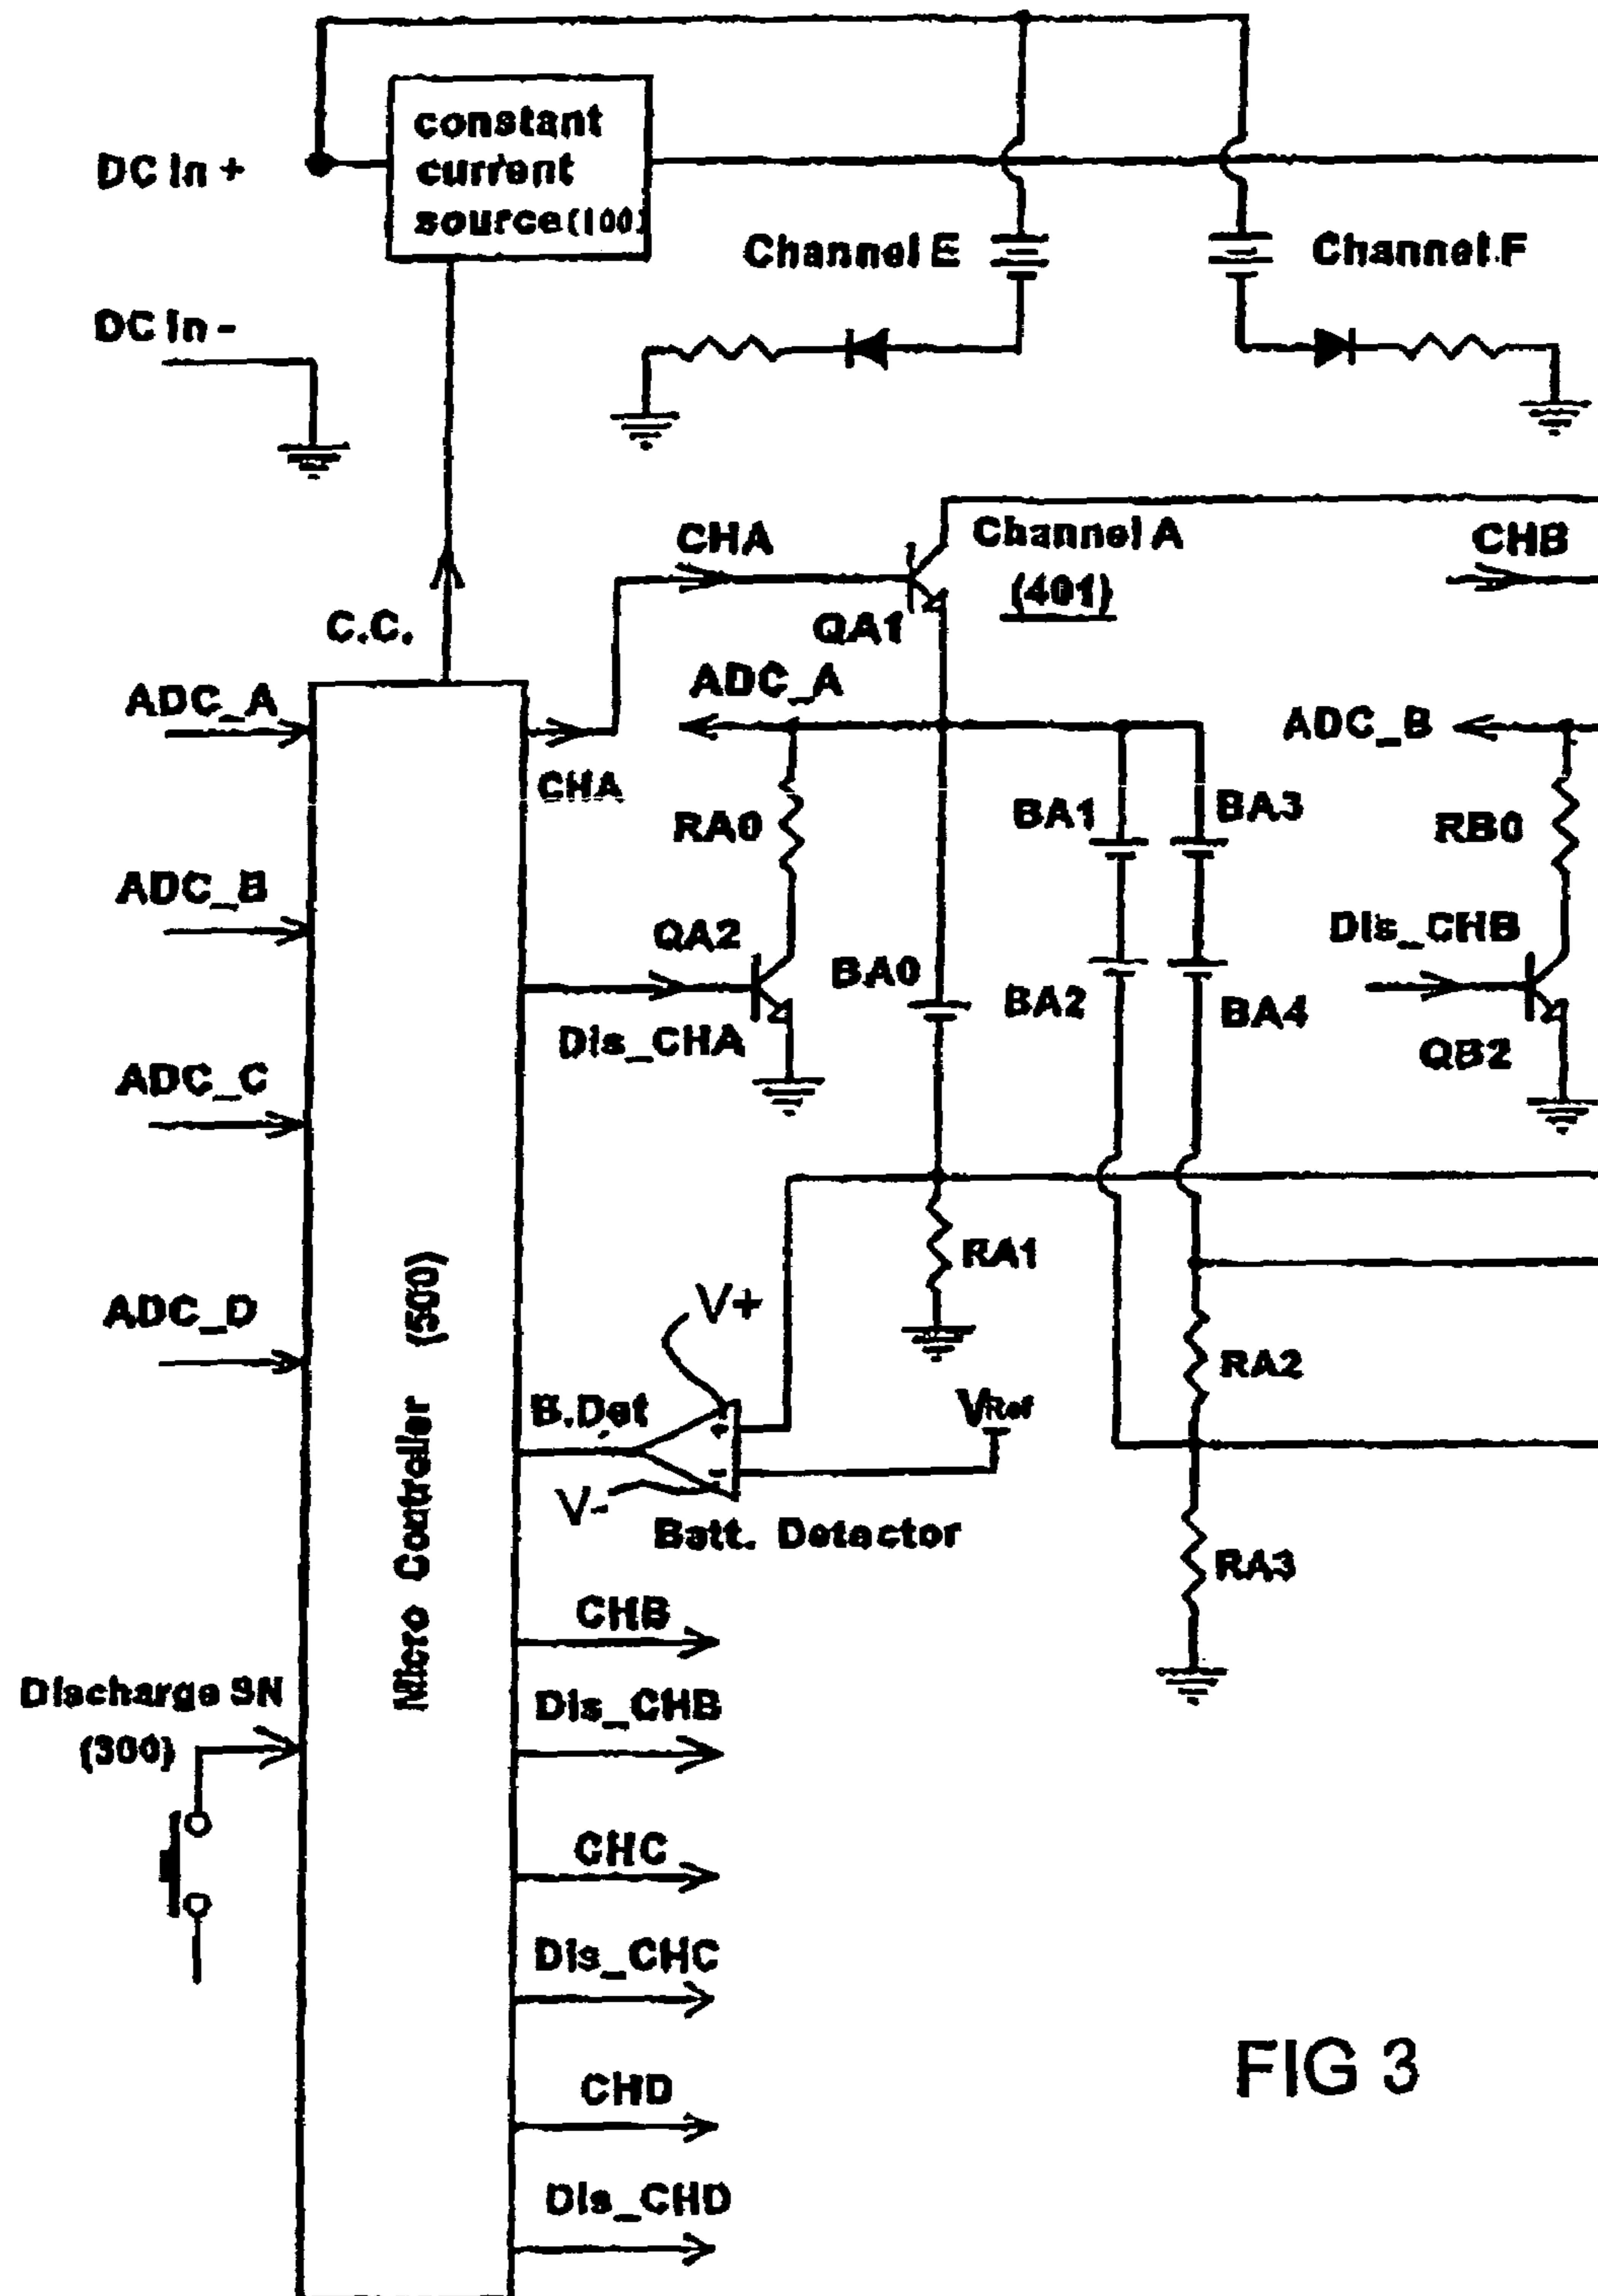 DC in +
constant
current
source(100)
Channel E
Channel F
DC in -
CHA
Channel A
(401)
CHB
QA1
C.C.
ADC_A
ADC_A
ADC_B
CHA
RA0
BA1
BA3
RB0
ADC_B
QA2
BA0
BA2
BA4
Dis_CHB
Dis_CHA
QB2
ADC_C
RA1
ADC_D
V+
RA2
Micro Controller (500)
B.Det
VRef
V-
Batt. Detactor
RA3
CHB
Discharge SN
(300)
Dis_CHB
CHC
Dis_CHC
CHD
Dis_CHD
FIG 3